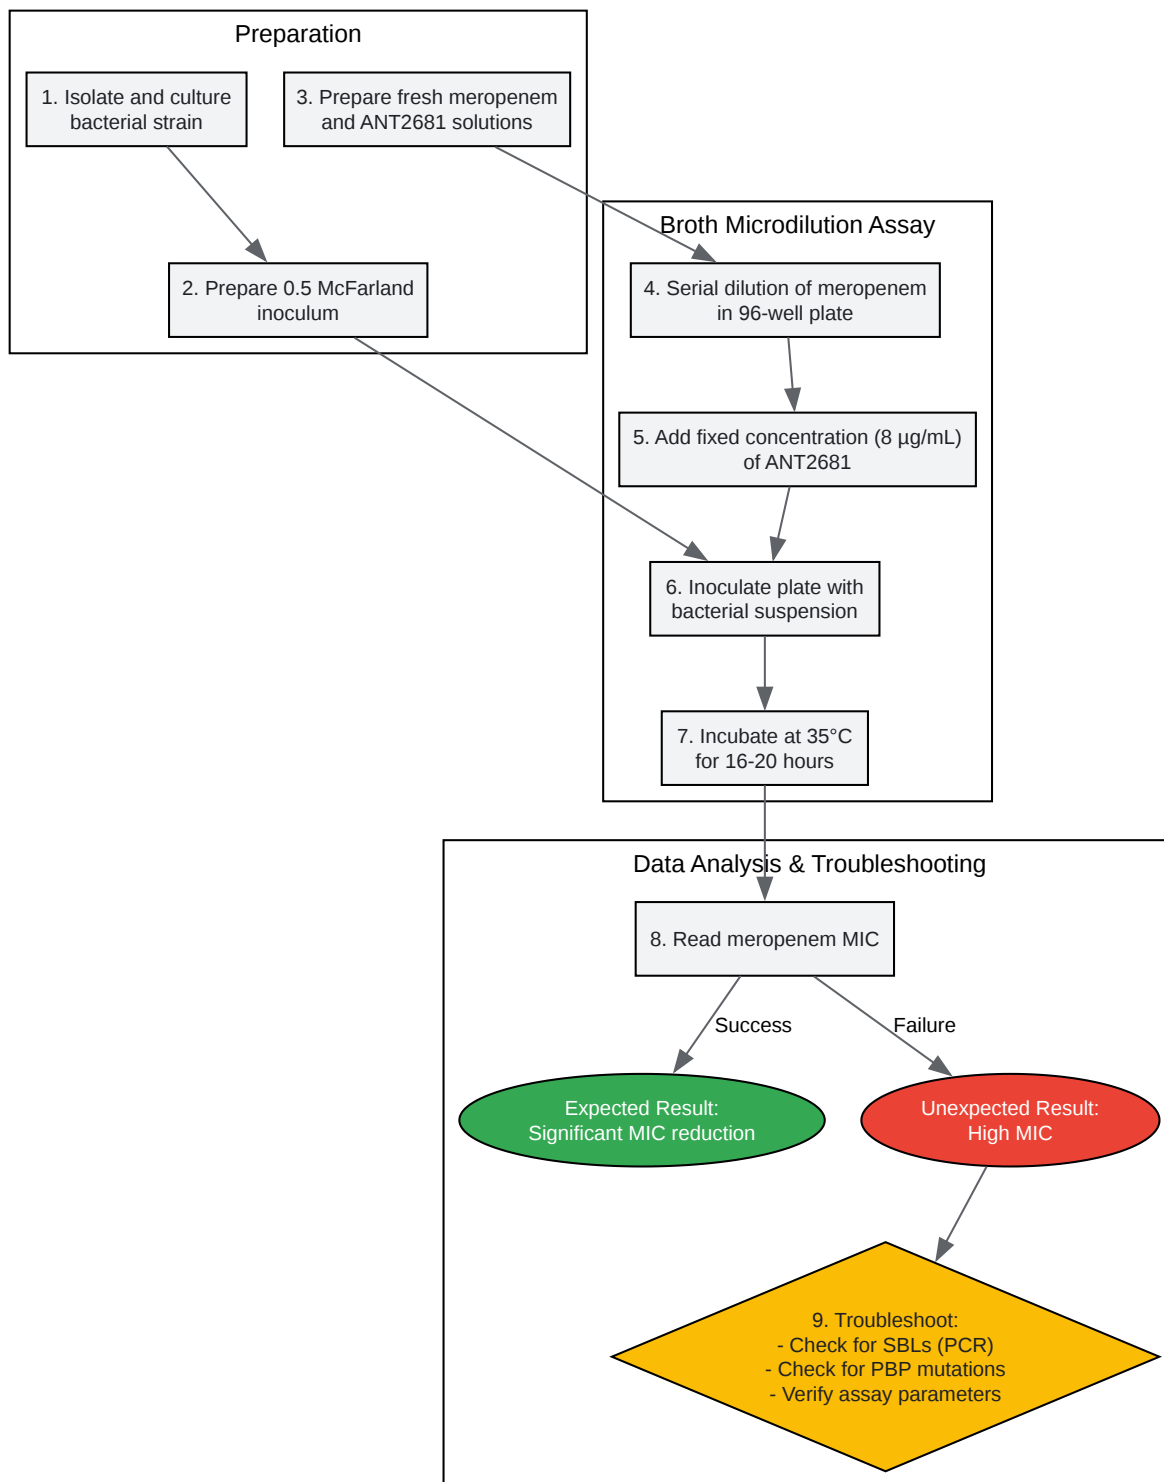 Preparation
1. Isolate and culture
bacterial strain
3. Prepare fresh meropenem
and ANT2681 solutions
2. Prepare 0.5 McFarland
inoculum
Broth Microdilution Assay
4. Serial dilution of meropenem
in 96-well plate
5. Add fixed concentration (8 µg/mL)
of ANT2681
6. Inoculate plate with
bacterial suspension
7. Incubate at 35°C
for 16-20 hours
Data Analysis & Troubleshooting
8. Read meropenem MIC
Success
Failure
Expected Result:
Significant MIC reduction
Unexpected Result:
High MIC
9. Troubleshoot:
- Check for SBLs (PCR)
- Check for PBP mutations
- Verify assay parameters